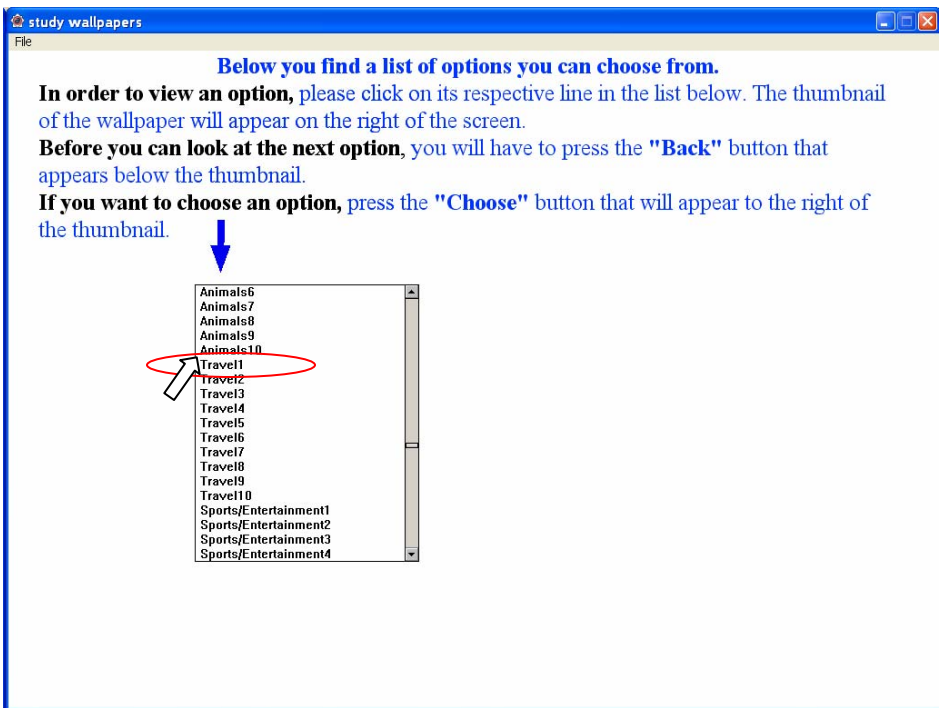 study wallpapers
File
Below you find a list of options you can choose from.
In order to view an option, please click on its respective line in the list below. The thumbnail
of the wallpaper will appear on the right of the screen.
Before you can look at the next option, you will have to press the "Back" button that
appears below the thumbnail.
If you want to choose an option, press the "Choose" button that will appear to the right of
the thumbnail.
Animals6
Animals7
Animals8
Animals9
Animals10
Travel1
Travel2
Travel3
Travel4
Travel5
Travel6
Travel7
Travel8
Travel9
Travel10
Sports/Entertainment1
Sports/Entertainment2
Sports/Entertainment3
Sports/Entertainment4